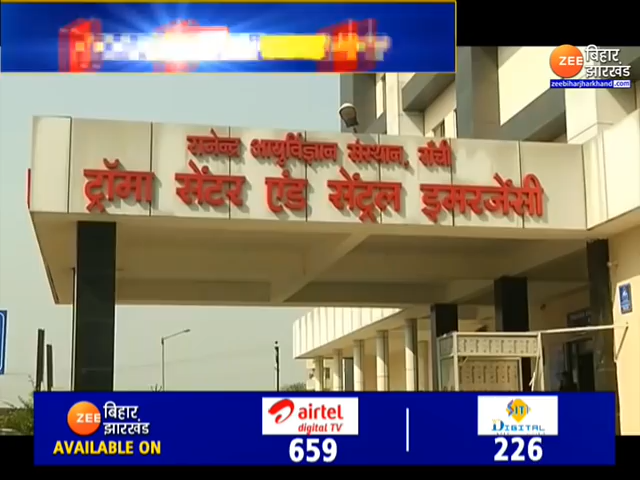 ZEE बिहार झारखंड
zeebiharjharkhand.com
राजेन्द्र आयुर्विज्ञान संस्थान, रांची
ट्रॉमा सेंटर एंड सेंट्रल इमरजेंसी
ZEE बिहार झारखंड
AVAILABLE ON
airtel
digital TV
659
SITI
DIGITAL
226